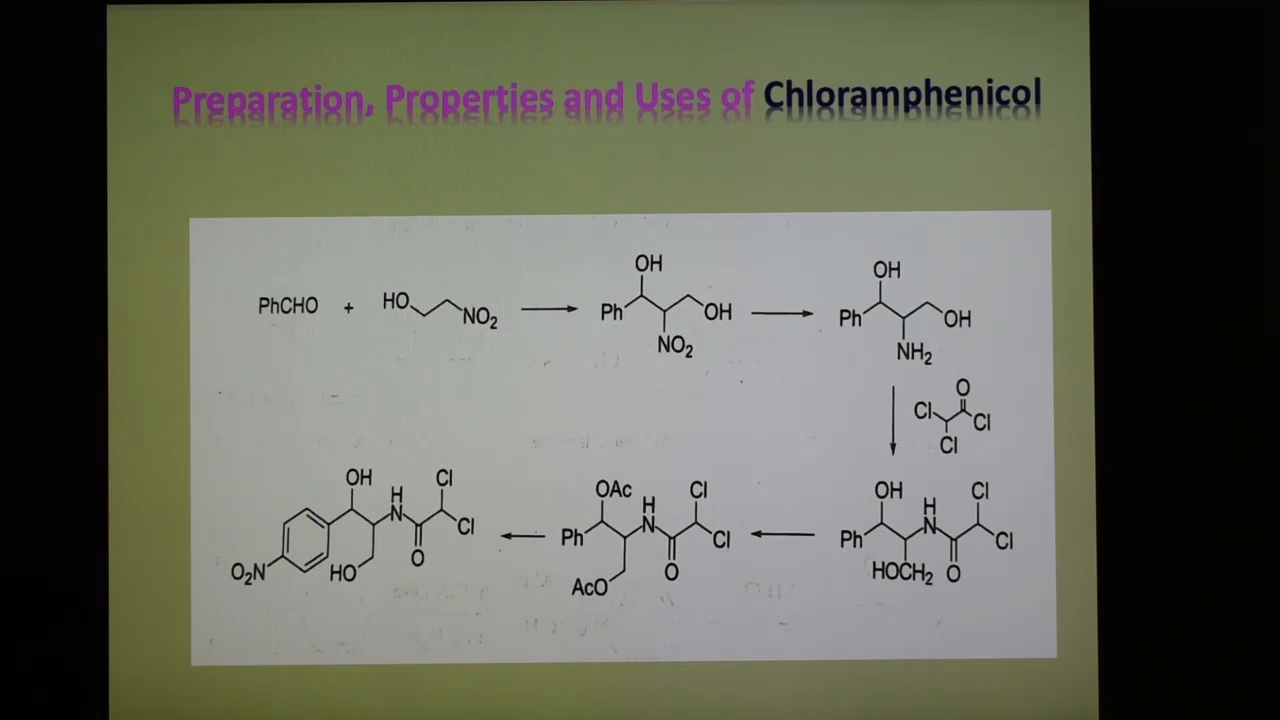 Preparation, Properties and Uses of Chloramphenicol
OH
OH
PhCHO + HO NO₂ Ph OH Ph OH
NO₂ NH₂
O
Cl Cl
Cl
OH H Cl OAc H Cl OH H Cl
N Cl Ph N Cl Ph N Cl
O₂N HO O AcO O HOCH₂ O